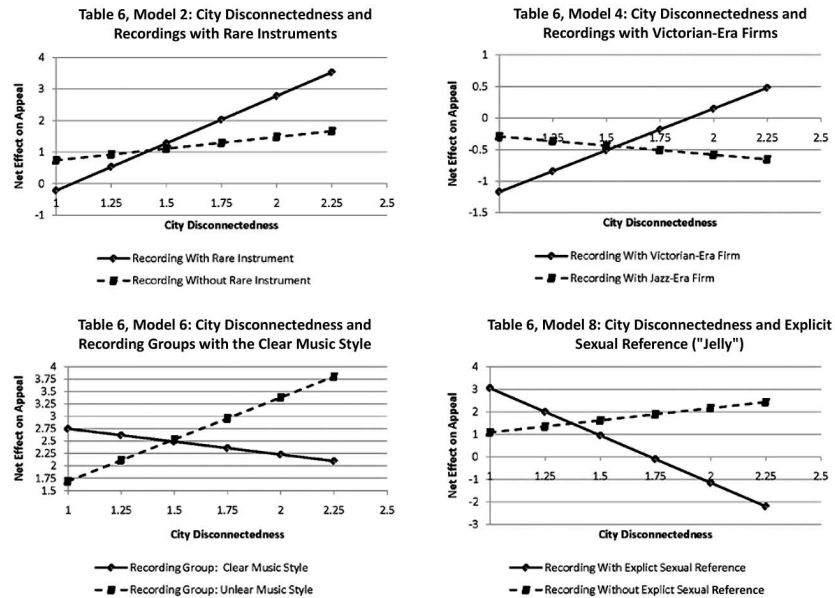 Table 6, Model 2: City Disconnectedness and
Recordings with Rare Instruments
Net Effect on Appeal
4
3
2
1
0
-1
1 1.25 1.5 1.75 2 2.25 2.5
City Disconnectedness
Recording With Rare Instrument
Recording Without Rare Instrument
Table 6, Model 4: City Disconnectedness and
Recordings with Victorian-Era Firms
Net Effect on Appeal
1
0.5
0
-0.5
-1
-1.5
1 1.25 1.5 1.75 2 2.25 2.5
City Disconnectedness
Recording With Victorian-Era Firm
Recording With Jazz-Era Firm
Table 6, Model 6: City Disconnectedness and
Recording Groups with the Clear Music Style
Net Effect on Appeal
4
3.75
3.5
3.25
3
2.75
2.5
2.25
2
1.75
1.5
1 1.25 1.5 1.75 2 2.25 2.5
City Disconnectedness
Recording Group: Clear Music Style
Recording Group: Unlear Music Style
Table 6, Model 8: City Disconnectedness and Explicit
Sexual Reference ("Jelly")
Net Effect on Appeal
4
3
2
1
0
-1
-2
-3
1 1.25 1.5 1.75 2 2.25 2.5
City Disconnectedness
Recording With Explict Sexual Reference
Recording Without Explict Sexual Reference